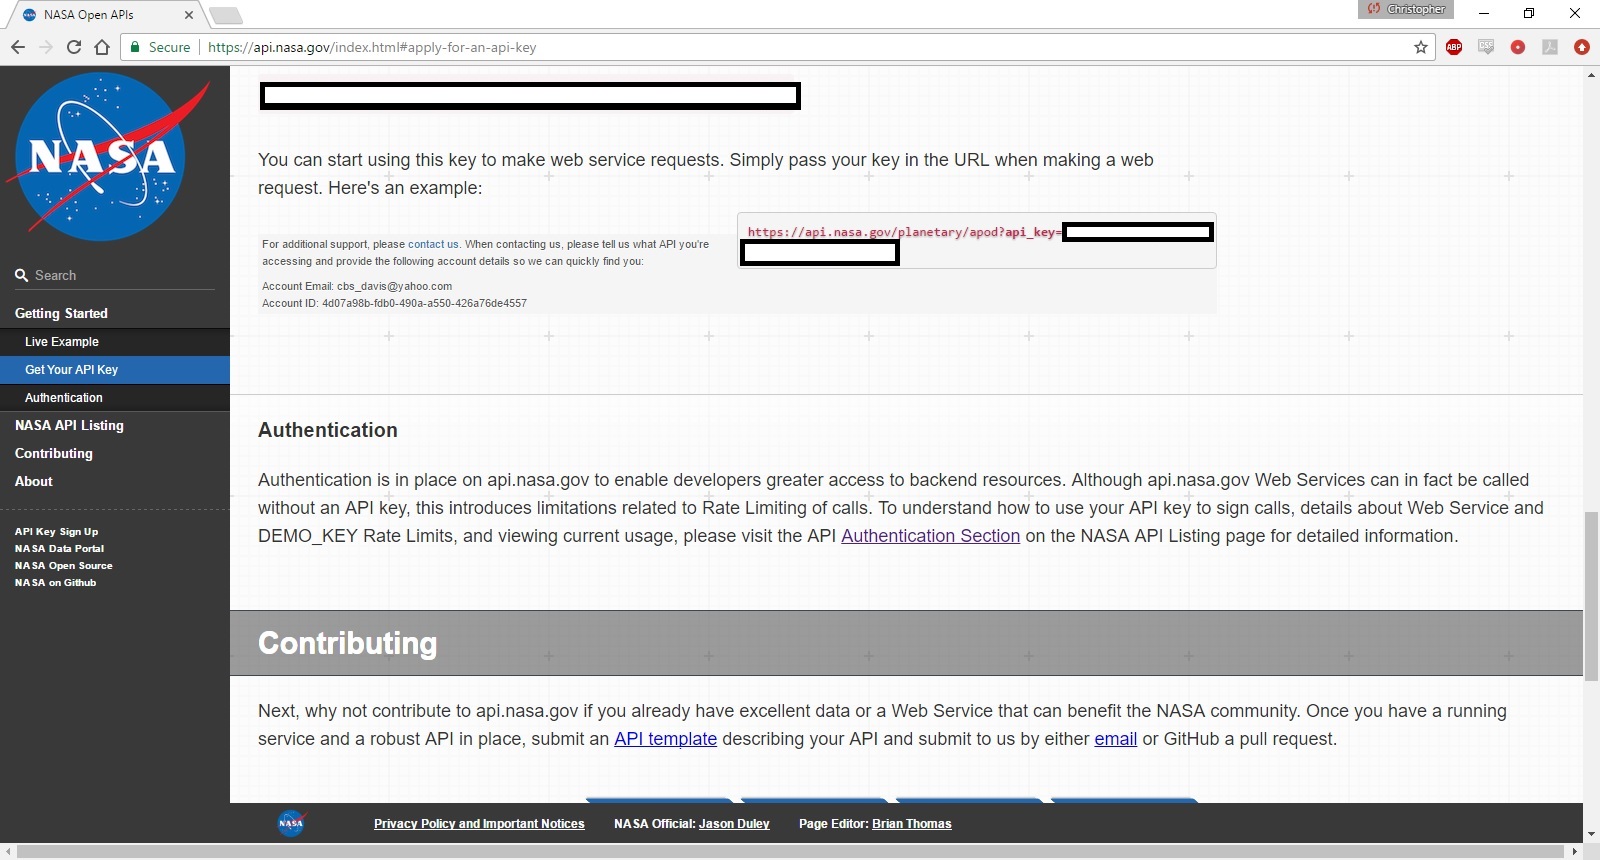 NASA Open APIs
Christopher
Secure
https://api.nasa.gov/index.html#apply-for-an-api-key
ABP
CSS
NASA
Search
Getting Started
Live Example
Get Your API Key
Authentication
NASA API Listing
Contributing
About
API Key Sign Up
NASA Data Portal
NASA Open Source
NASA on Github
You can start using this key to make web service requests. Simply pass your key in the URL when making a web
request. Here's an example:
https://api.nasa.gov/planetary/apod?api_key=
For additional support, please contact us. When contacting us, please tell us what API you're
accessing and provide the following account details so we can quickly find you:
Account Email: cbs_davis@yahoo.com
Account ID: 4d07a98b-fdb0-490a-a550-426a76de4557
Authentication
Authentication is in place on api.nasa.gov to enable developers greater access to backend resources. Although api.nasa.gov Web Services can in fact be called
without an API key, this introduces limitations related to Rate Limiting of calls. To understand how to use your API key to sign calls, details about Web Service and
DEMO_KEY Rate Limits, and viewing current usage, please visit the API Authentication Section on the NASA API Listing page for detailed information.
Contributing
Next, why not contribute to api.nasa.gov if you already have excellent data or a Web Service that can benefit the NASA community. Once you have a running
service and a robust API in place, submit an API template describing your API and submit to us by either email or GitHub a pull request.
NASA
Privacy Policy and Important Notices
NASA Official: Jason Duley
Page Editor: Brian Thomas